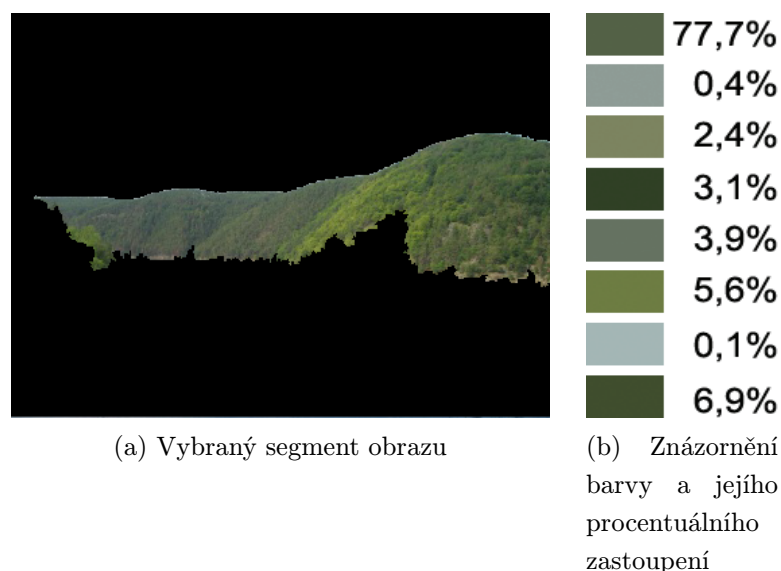 77,7%
0,4%
2,4%
3,1%
3,9%
5,6%
0,1%
6,9%
(a) Vybraný segment obrazu
(b) Znázornění
barvy a jejího
procentuálního
zastoupení